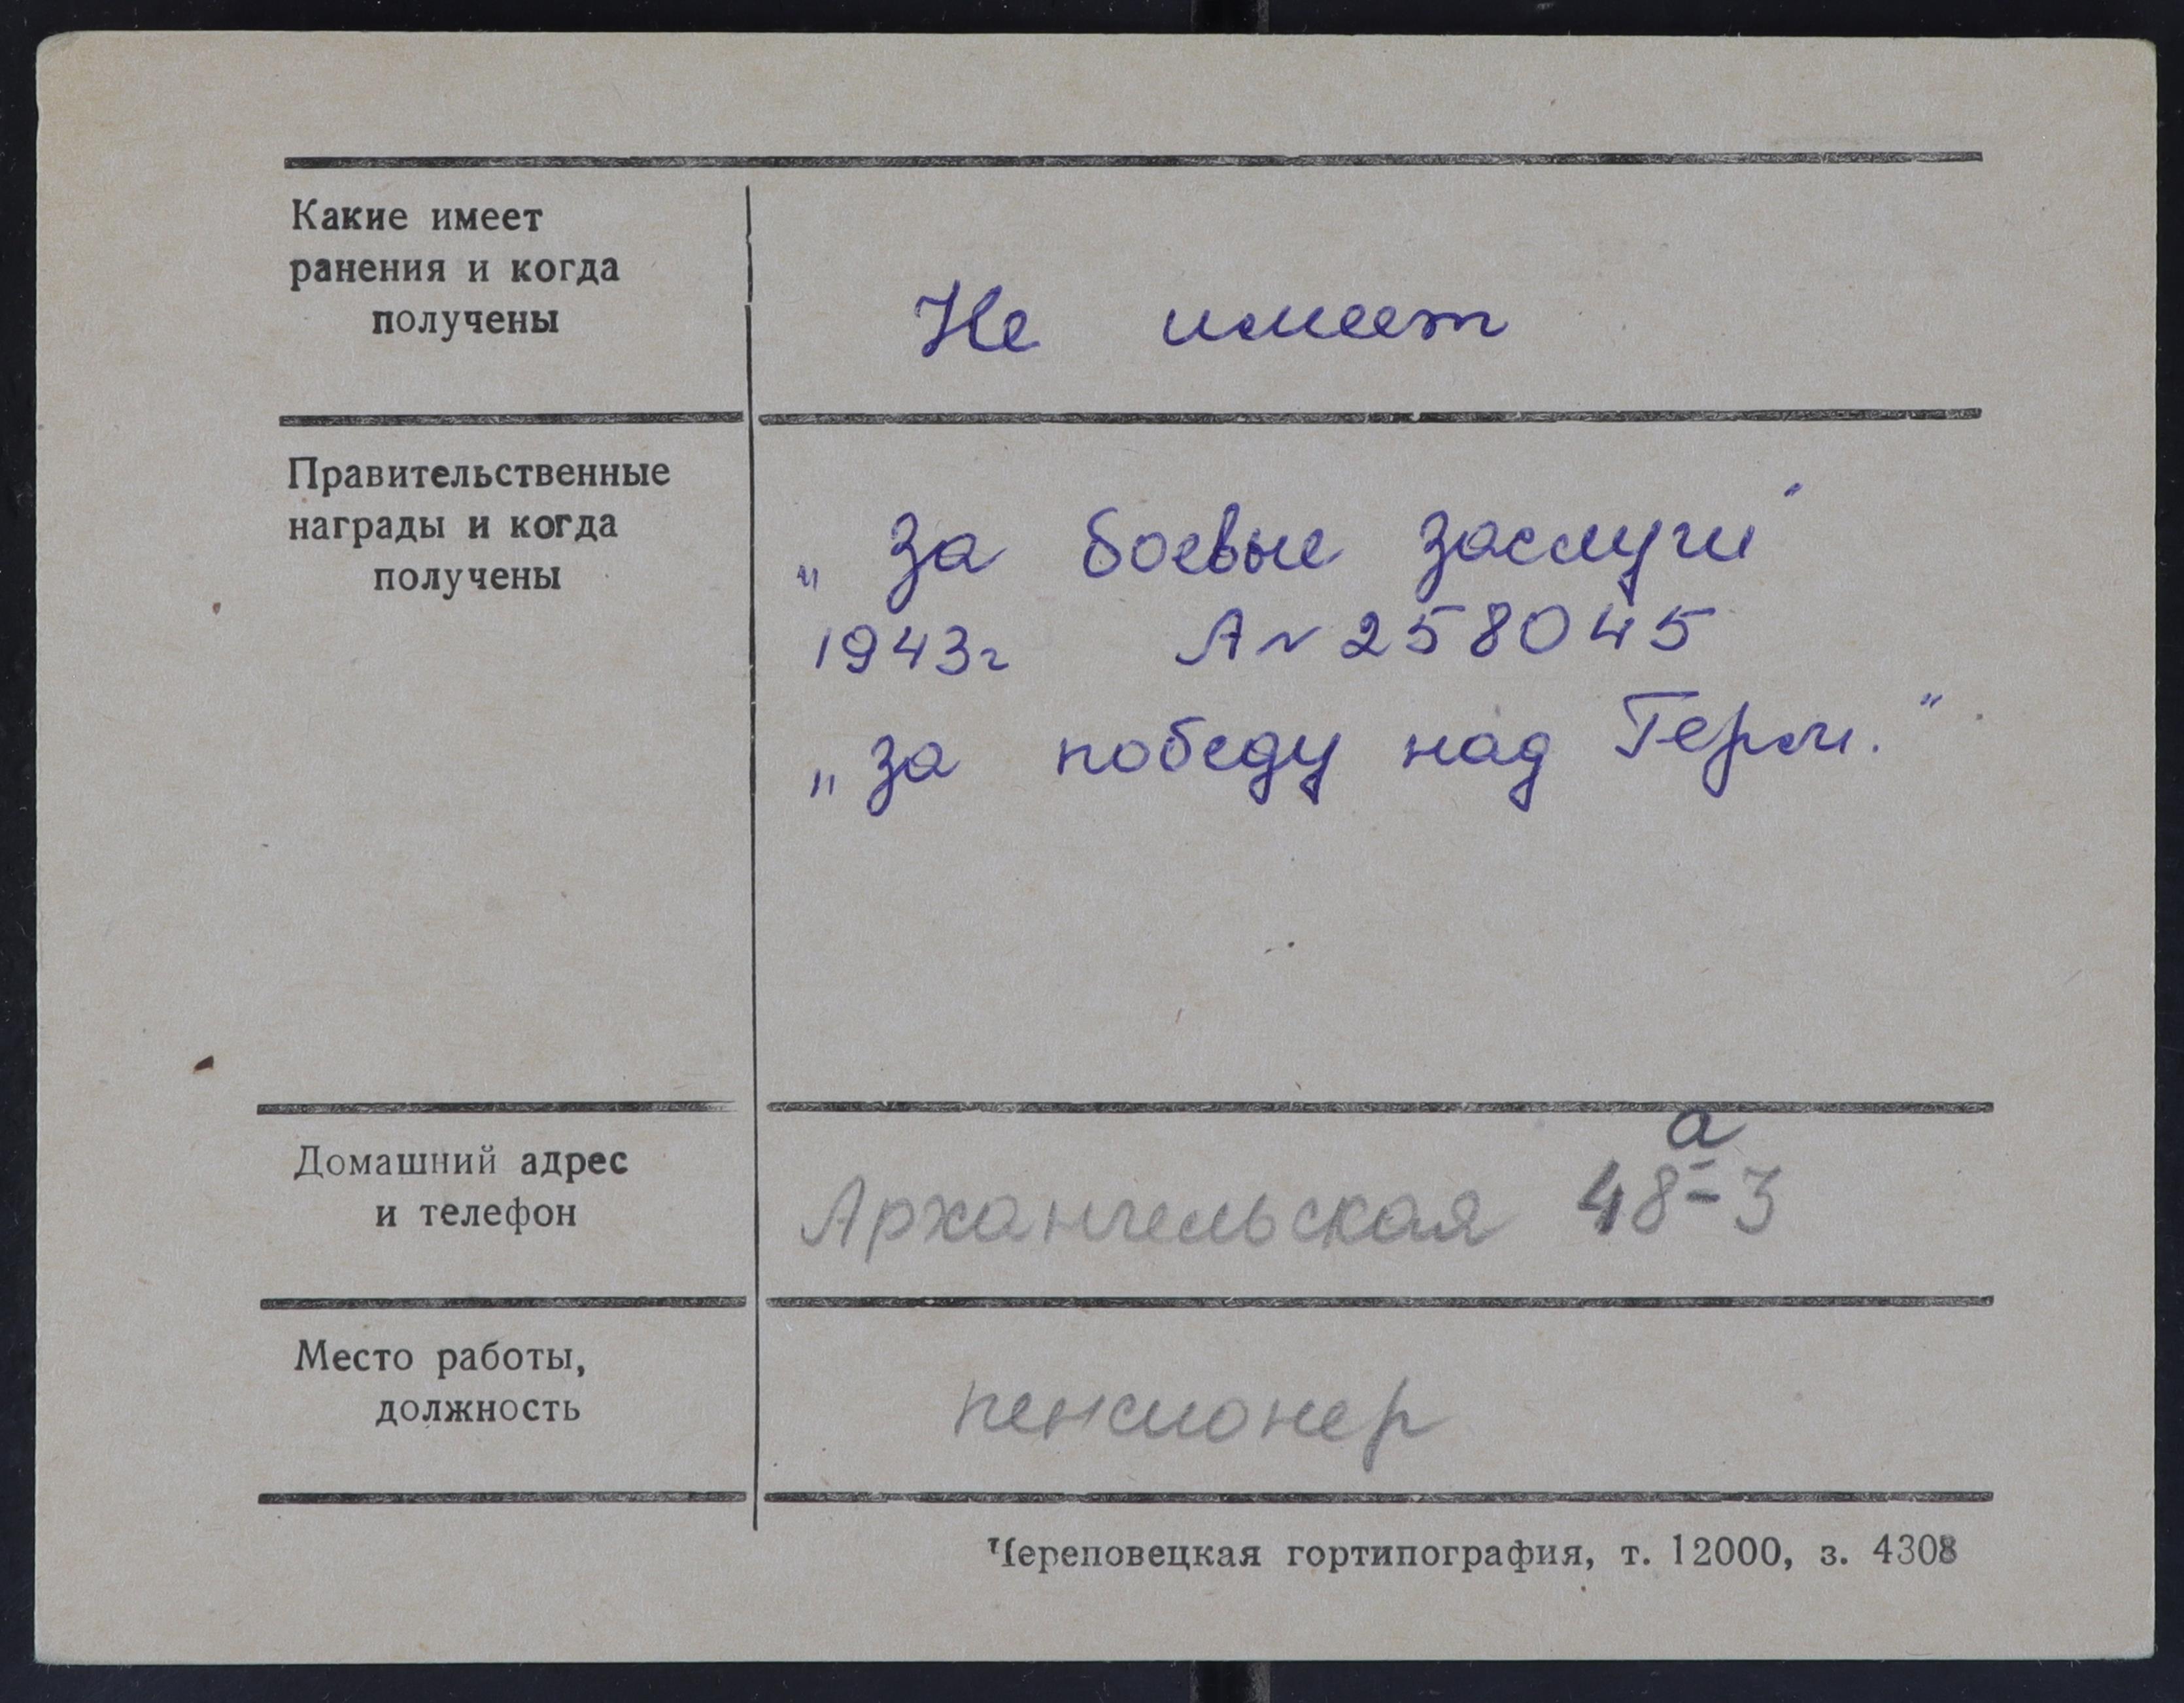 Какие имеет
ранения и когда
получены
Не имеет
Правительственные
награды и когда
получены
„За боевые заслуги"
1943г А№ 258045
„за победу над Герм."
Домашний адрес
и телефон
Архангельская 48а-3
Место работы,
должность
пенсионер
Череповецкая гортипография, т. 12000, з. 4308